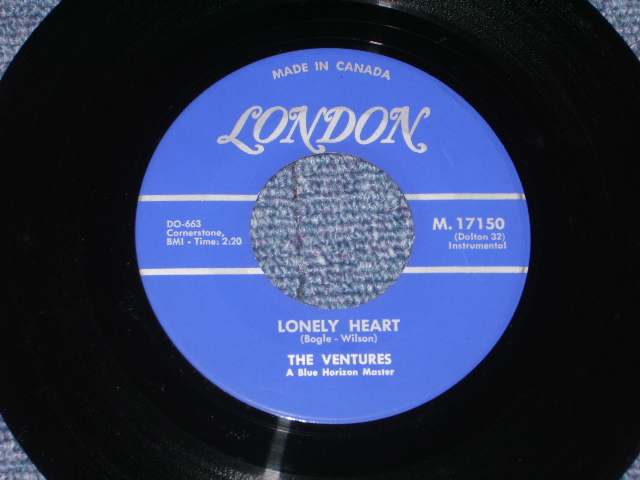 MADE IN CANADA
LONDON
DO-663
Cornerstone,
BMI - Time: 2:20
M. 17150
(Dolton 32)
Instrumental
LONELY HEART
(Bogle - Wilson)
THE VENTURES
A Blue Horizon Master